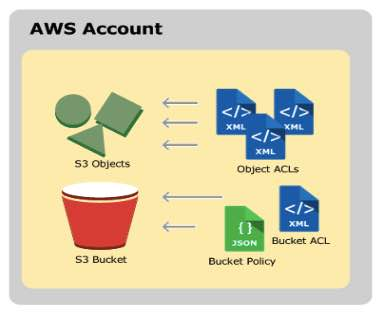 AWS Account
</>
XML
</>
XML
</>
XML
S3 Objects
Object ACLs
</>
XML
{ }
JSON
Bucket ACL
S3 Bucket
Bucket Policy